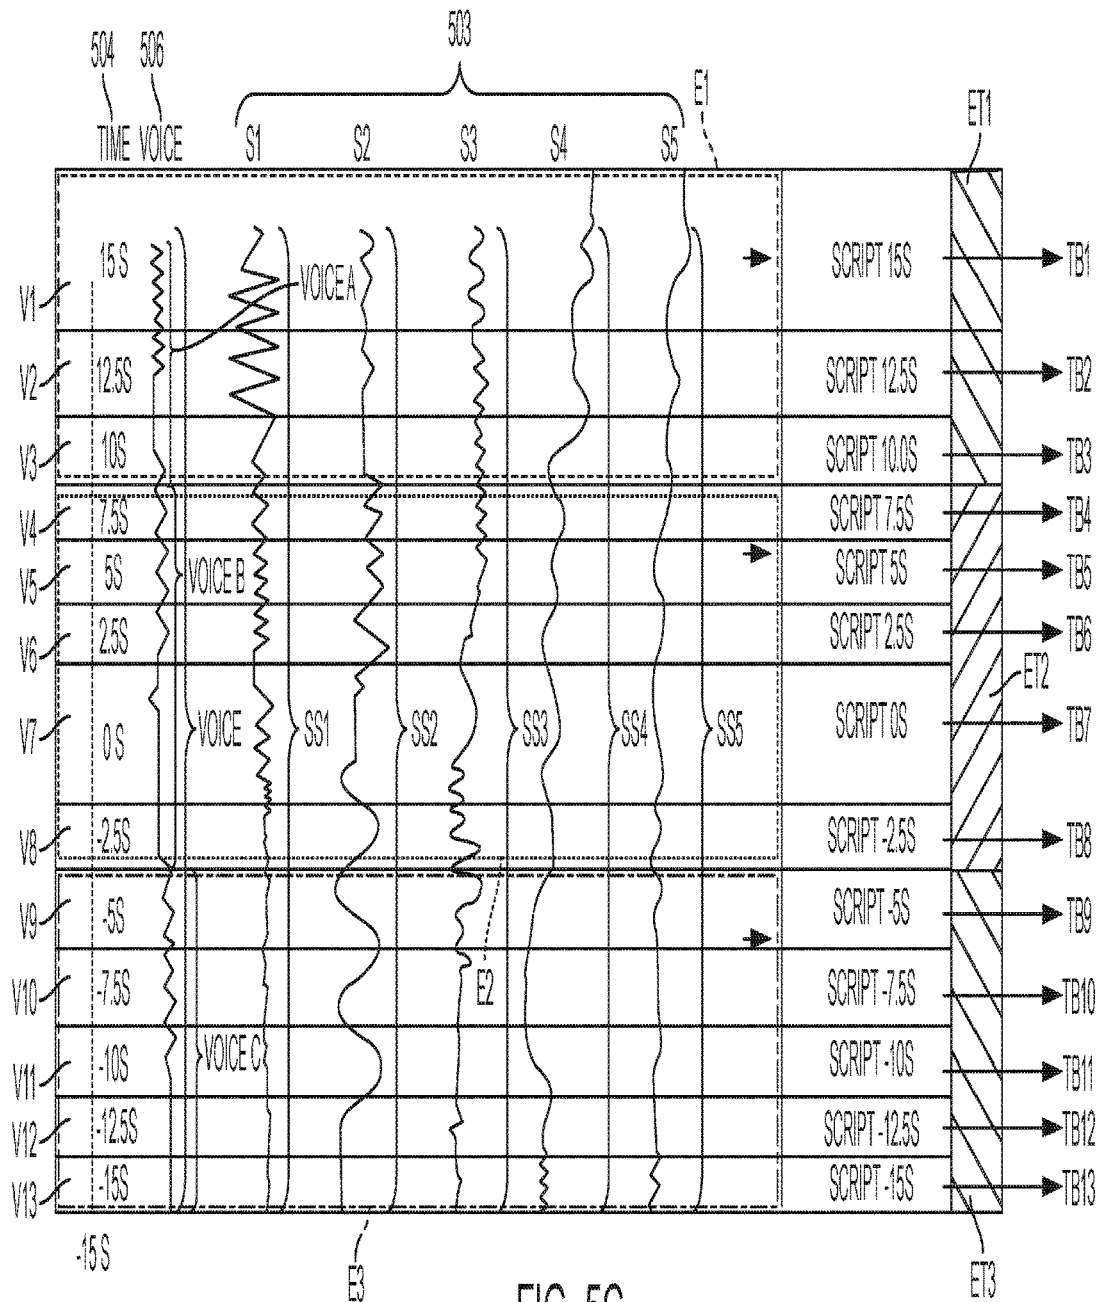 503
504 506
E1 ET1
TIME VOICE S1 S2 S3 S4 S5
V1 15 S VOICE A SCRIPT 15S TB1
V2 12.5S SCRIPT 12.5S TB2
V3 10S SCRIPT 10.0S TB3
V4 7.5S SCRIPT 7.5S TB4
V5 5S VOICE B SCRIPT 5S TB5
V6 2.5S SCRIPT 2.5S TB6
ET2
V7 0 S VOICE SS1 SS2 SS3 SS4 SS5 SCRIPT 0S TB7
V8 -2.5S SCRIPT -2.5S TB8
V9 -5S SCRIPT -5S TB9
V10 -7.5S E2 SCRIPT -7.5S TB10
V11 -10S VOICE C SCRIPT -10S TB11
V12 -12.5S SCRIPT -12.5S TB12
V13 -15S SCRIPT -15S TB13
-15 S
E3 ET3